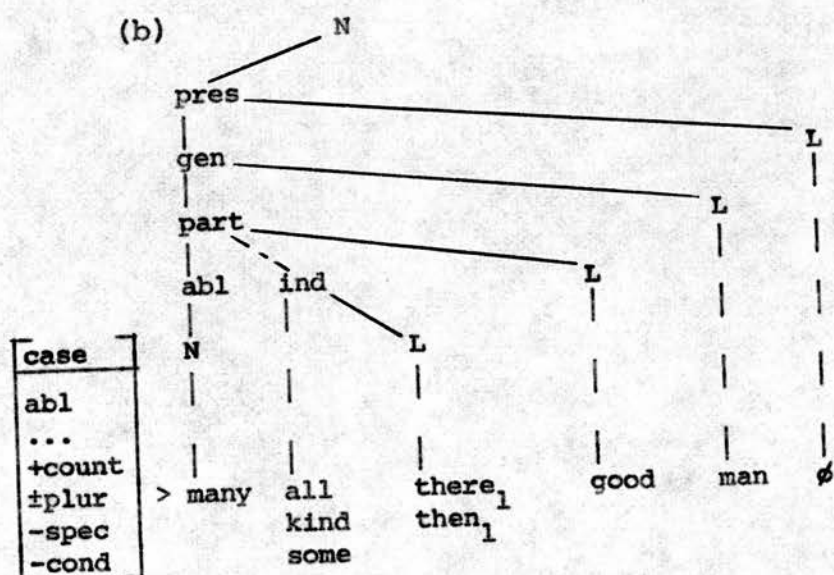 (b) N
pres
L
gen
L
part
L
abl ind
case N L
abl
...
+count
±plur > many all there₁ good man ø
-spec kind then₁
-cond some